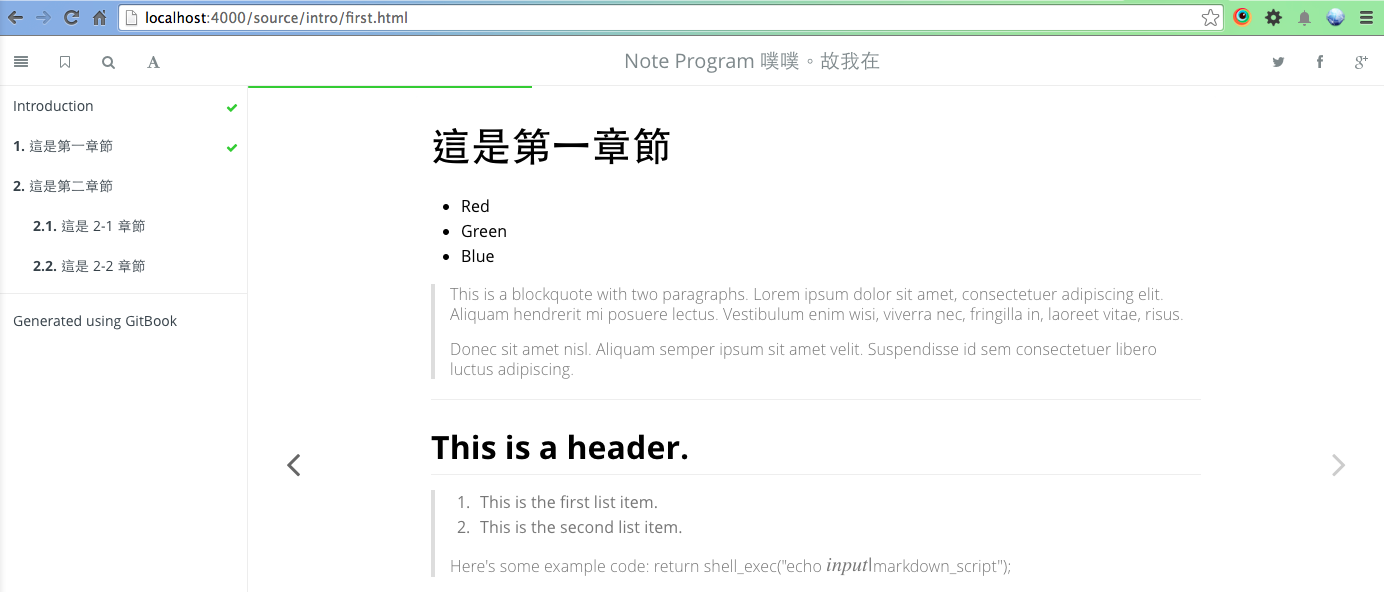 localhost:4000/source/intro/first.html
A
Note Program 噗噗。故我在
f
g+
Introduction
1. 這是第一章節
2. 這是第二章節
2.1. 這是 2-1 章節
2.2. 這是 2-2 章節
Generated using GitBook
這是第一章節
Red
Green
Blue
This is a blockquote with two paragraphs. Lorem ipsum dolor sit amet, consectetuer adipiscing elit.
Aliquam hendrerit mi posuere lectus. Vestibulum enim wisi, viverra nec, fringilla in, laoreet vitae, risus.
Donec sit amet nisl. Aliquam semper ipsum sit amet velit. Suspendisse id sem consectetuer libero
luctus adipiscing.
This is a header.
1. This is the first list item.
2. This is the second list item.
Here's some example code: return shell_exec("echo input|markdown_script");